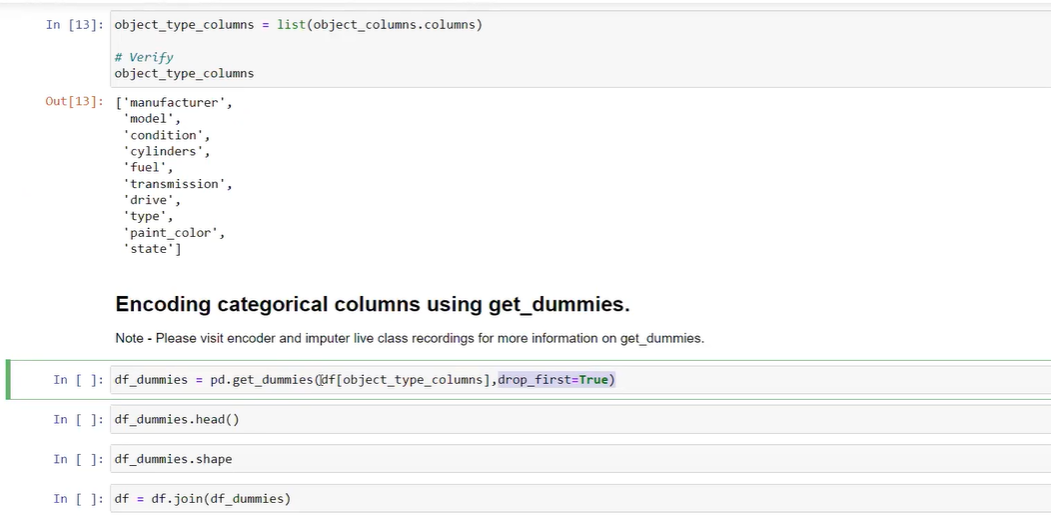 In [13]: object_type_columns = list(object_columns.columns)
# Verify
object_type_columns
Out[13]: ['manufacturer',
'model',
'condition',
'cylinders',
'fuel',
'transmission',
'drive',
'type',
'paint_color',
'state']
Encoding categorical columns using get_dummies.
Note - Please visit encoder and imputer live class recordings for more information on get_dummies.
In [ ]: df_dummies = pd.get_dummies(df[object_type_columns],drop_first=True)
In [ ]: df_dummies.head()
In [ ]: df_dummies.shape
In [ ]: df = df.join(df_dummies)